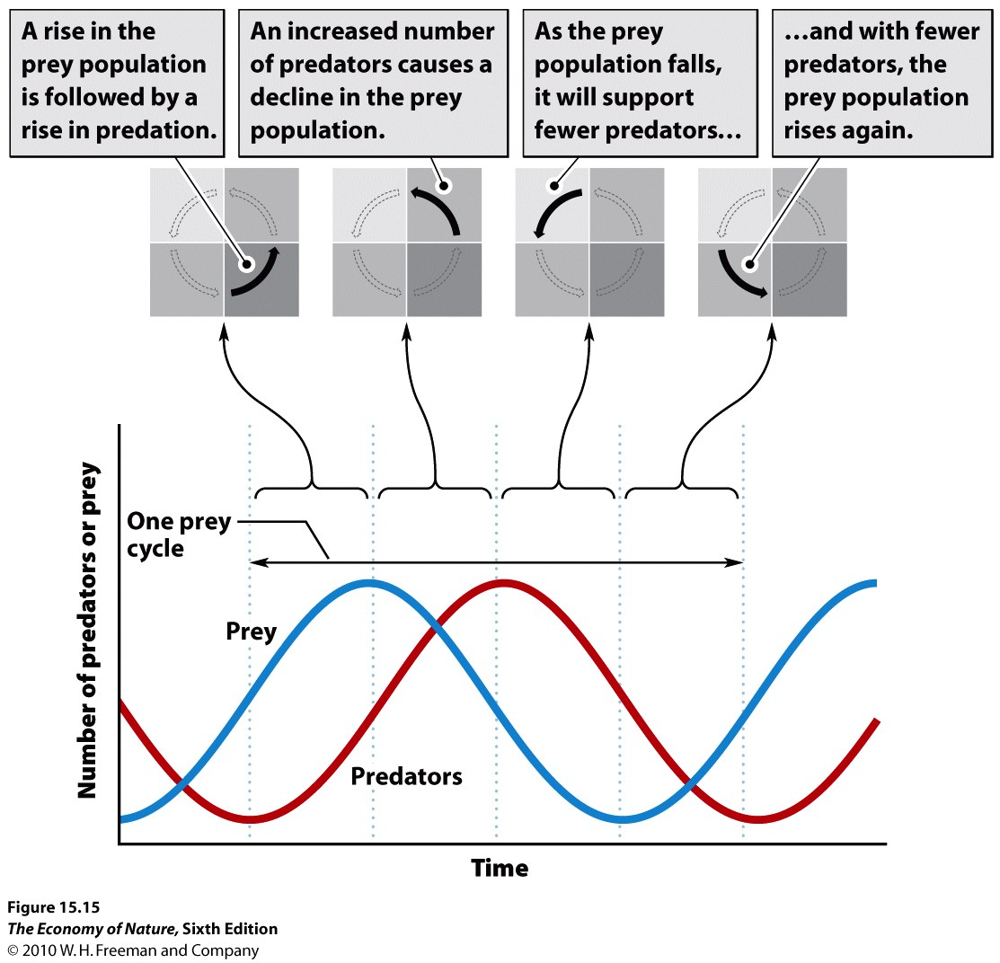 A rise in the
prey population
is followed by a
rise in predation.
An increased number
of predators causes a
decline in the prey
population.
As the prey
population falls,
it will support
fewer predators…
…and with fewer
predators, the
prey population
rises again.
Number of predators or prey
One prey
cycle
Prey
Predators
Time
Figure 15.15
The Economy of Nature, Sixth Edition
© 2010 W. H. Freeman and Company